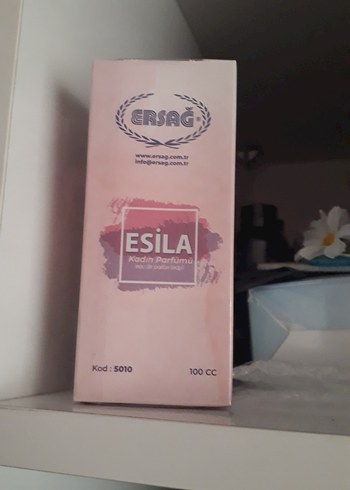 ERSAĞ
www.ersag.com.tr
info@ersag.com.tr
ESİLA
Kadın Parfümü
Kod : 5010 100 CC